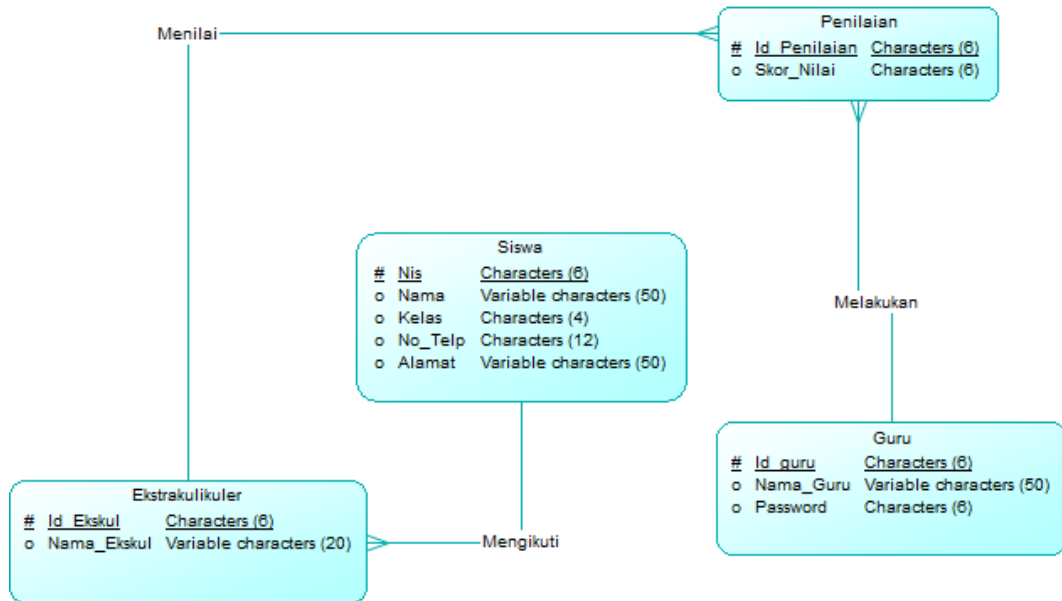 Menilai
Penilaian
# Id_Penilaian Characters (6)
o Skor_Nilai Characters (6)
Siswa
# Nis Characters (6)
o Nama Variable characters (50)
o Kelas Characters (4)
o No_Telp Characters (12)
o Alamat Variable characters (50)
Melakukan
Guru
# Id_guru Characters (6)
o Nama_Guru Variable characters (50)
o Password Characters (6)
Ekstrakulikuler
# Id_Ekskul Characters (6)
o Nama_Ekskul Variable characters (20)
Mengikuti